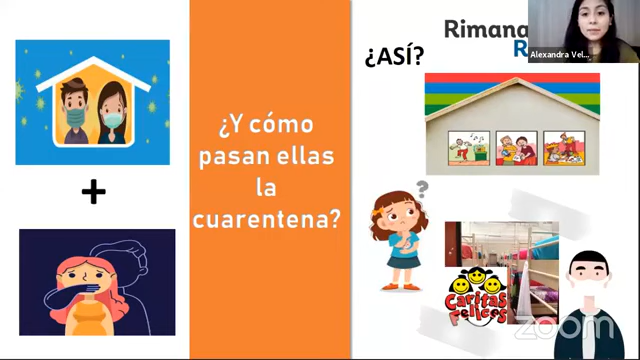 ¿Y cómo
pasan ellas
la
cuarentena?
¿ASÍ?
Rimana
R
Alexandra Vel...
?
Caritas
Felices
zoom